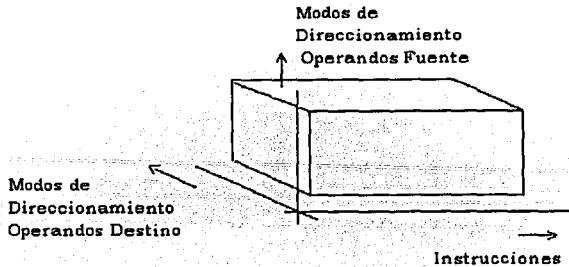 Modos de
Direccionamiento
Operandos Fuente
Modos de
Direccionamiento
Operandos Destino
Instrucciones